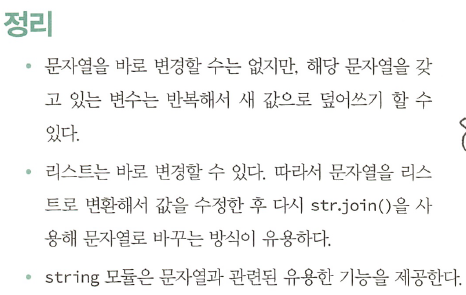 정리
• 문자열을 바로 변경할 수는 없지만, 해당 문자열을 갖
고 있는 변수는 반복해서 새 값으로 덮어쓰기 할 수
있다.
• 리스트는 바로 변경할 수 있다. 따라서 문자열을 리스
트로 변환해서 값을 수정한 후 다시 str.join()을 사
용해 문자열로 바꾸는 방식이 유용하다.
• string 모듈은 문자열과 관련된 유용한 기능을 제공한다.